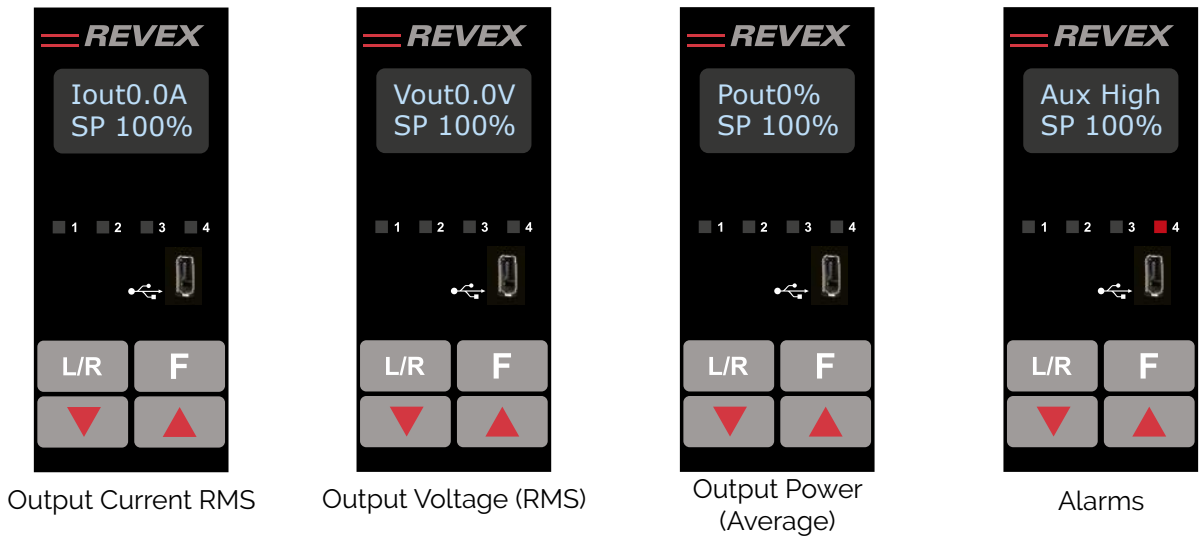 REVEX
Iout0.0A
SP 100%
1 2 3 4
L/R F
Output Current RMS
REVEX
Vout0.0V
SP 100%
1 2 3 4
L/R F
Output Voltage (RMS)
REVEX
Pout0%
SP 100%
1 2 3 4
L/R F
Output Power
(Average)
REVEX
Aux High
SP 100%
1 2 3 4
L/R F
Alarms